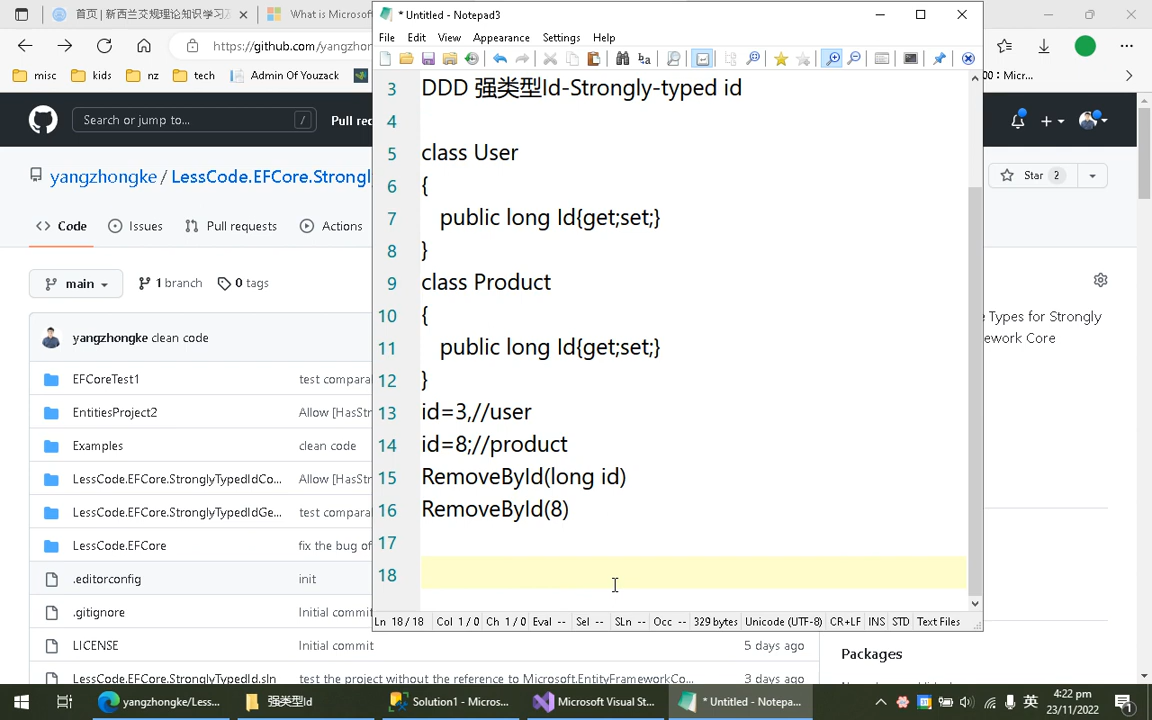 首页 | 新西兰交规理论知识学习及
What is Microsof
https://github.com/yangzhon
misc
kids
nz
tech
Admin Of Youzack
00 : Micr...
Search or jump to...
/
Pull rec
yangzhongke / LessCode.EFCore.Strongl
Star 2
Code
Issues
Pull requests
Actions
main
1 branch
0 tags
yangzhongke clean code
EFCoreTest1
test compara
EntitiesProject2
Allow [HasStr
Examples
clean code
LessCode.EFCore.StronglyTypedIdCo...
Allow [HasStr
LessCode.EFCore.StronglyTypedIdGe...
test compara
LessCode.EFCore
fix the bug of
.editorconfig
init
.gitignore
Initial commit
LICENSE
Initial commit
5 days ago
LessCode.EFCore.StronglyTypedId.sln
test the project without the reference to Microsoft.EntityFrameworkCo...
3 days ago
e Types for Strongly
ework Core
Packages
* Untitled - Notepad3
File Edit View Appearance Settings Help
3 DDD 强类型Id-Strongly-typed id
4
5 class User
6 {
7 public long Id{get;set;}
8 }
9 class Product
10 {
11 public long Id{get;set;}
12 }
13 id=3,//user
14 id=8;//product
15 RemoveById(long id)
16 RemoveById(8)
17
18
Ln 18 / 18 Col 1 / 0 Ch 1 / 0 Eval -- Sel -- SLn -- Occ -- 329 bytes Unicode (UTF-8) CR+LF INS STD Text Files
yangzhongke/Less...
强类型Id
Solution1 - Micros...
Microsoft Visual St...
* Untitled - Notepa...
英
4:22 pm
23/11/2022
1